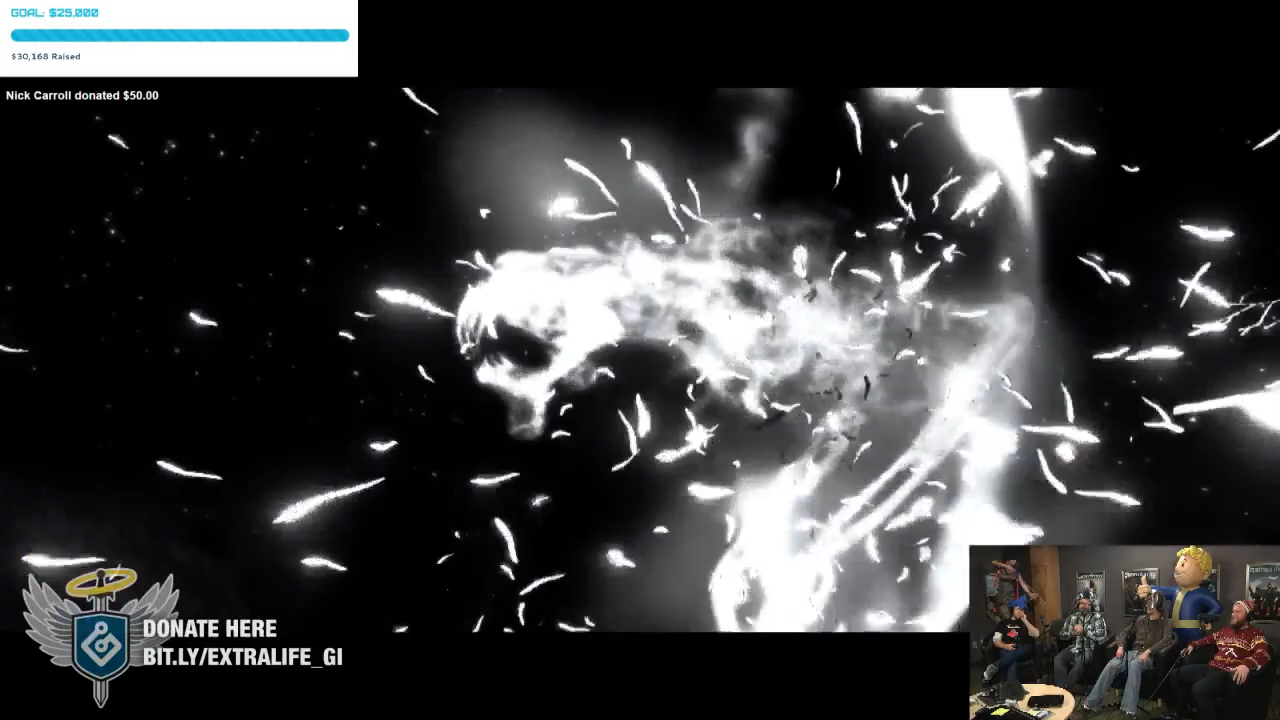 GOAL: $25,000
$30,168 Raised
Nick Carroll donated $50.00
DONATE HERE
BIT.LY/EXTRALIFE_GI